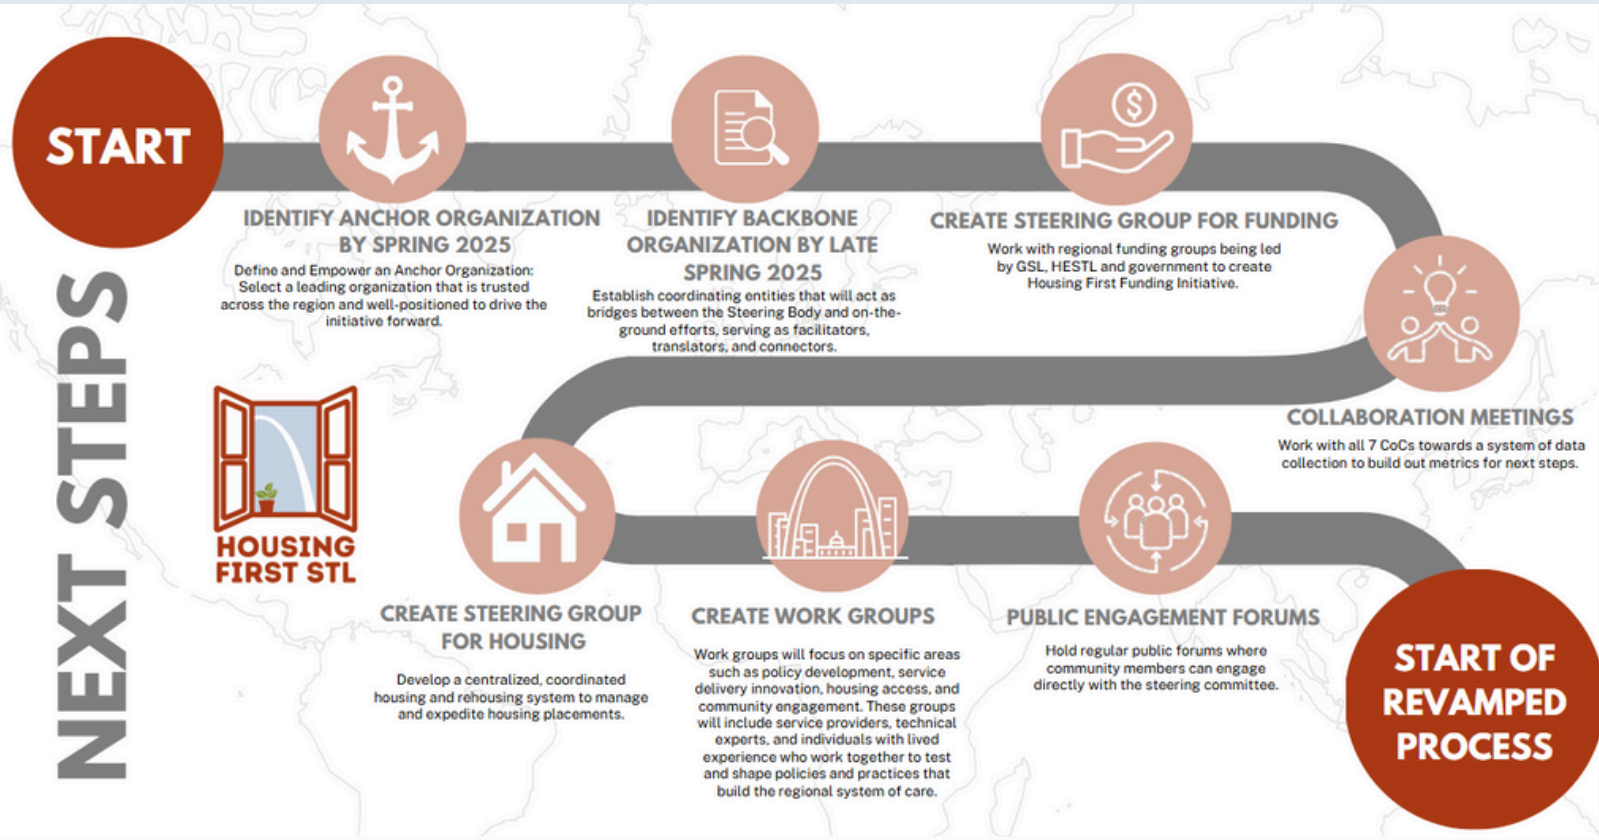 START
NEXT STEPS
IDENTIFY ANCHOR ORGANIZATION
BY SPRING 2025
Define and Empower an Anchor Organization:
Select a leading organization that is trusted
across the region and well-positioned to drive the
initiative forward.
IDENTIFY BACKBONE
ORGANIZATION BY LATE
SPRING 2025
Establish coordinating entities that will act as
bridges between the Steering Body and on-the-
ground efforts, serving as facilitators,
translators, and connectors.
$
CREATE STEERING GROUP FOR FUNDING
Work with regional funding groups being led
by GSL, HESTL and government to create
Housing First Funding Initiative.
COLLABORATION MEETINGS
Work with all 7 CoCs towards a system of data
collection to build out metrics for next steps.
HOUSING
FIRST STL
CREATE STEERING GROUP
FOR HOUSING
Develop a centralized, coordinated
housing and rehousing system to manage
and expedite housing placements.
CREATE WORK GROUPS
Work groups will focus on specific areas
such as policy development, service
delivery innovation, housing access, and
community engagement. These groups
will include service providers, technical
experts, and individuals with lived
experience who work together to test
and shape policies and practices that
build the regional system of care.
PUBLIC ENGAGEMENT FORUMS
Hold regular public forums where
community members can engage
directly with the steering committee.
START OF
REVAMPED
PROCESS